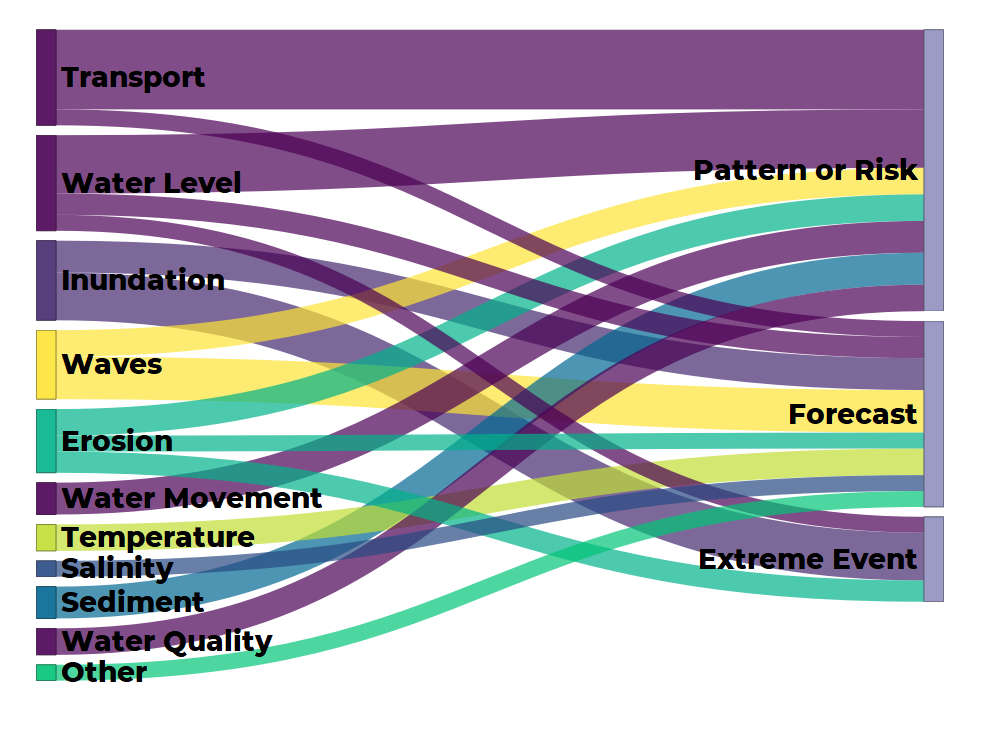 Transport
Water Level
Inundation
Waves
Erosion
Water Movement
Temperature
Salinity
Sediment
Water Quality
Other
Pattern or Risk
Forecast
Extreme Event